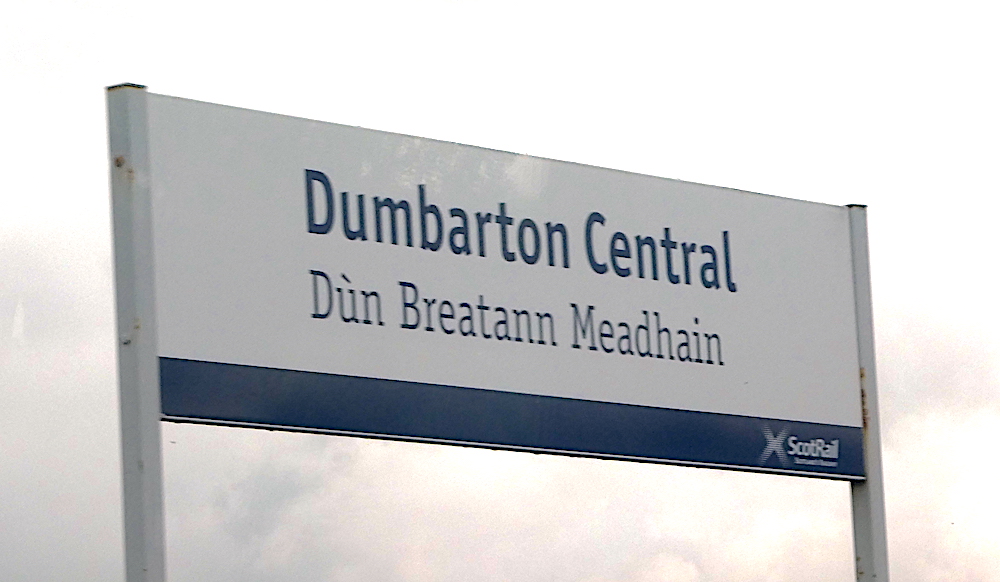 Dumbarton Central
Dùn Breatann Meadhain
ScotRail